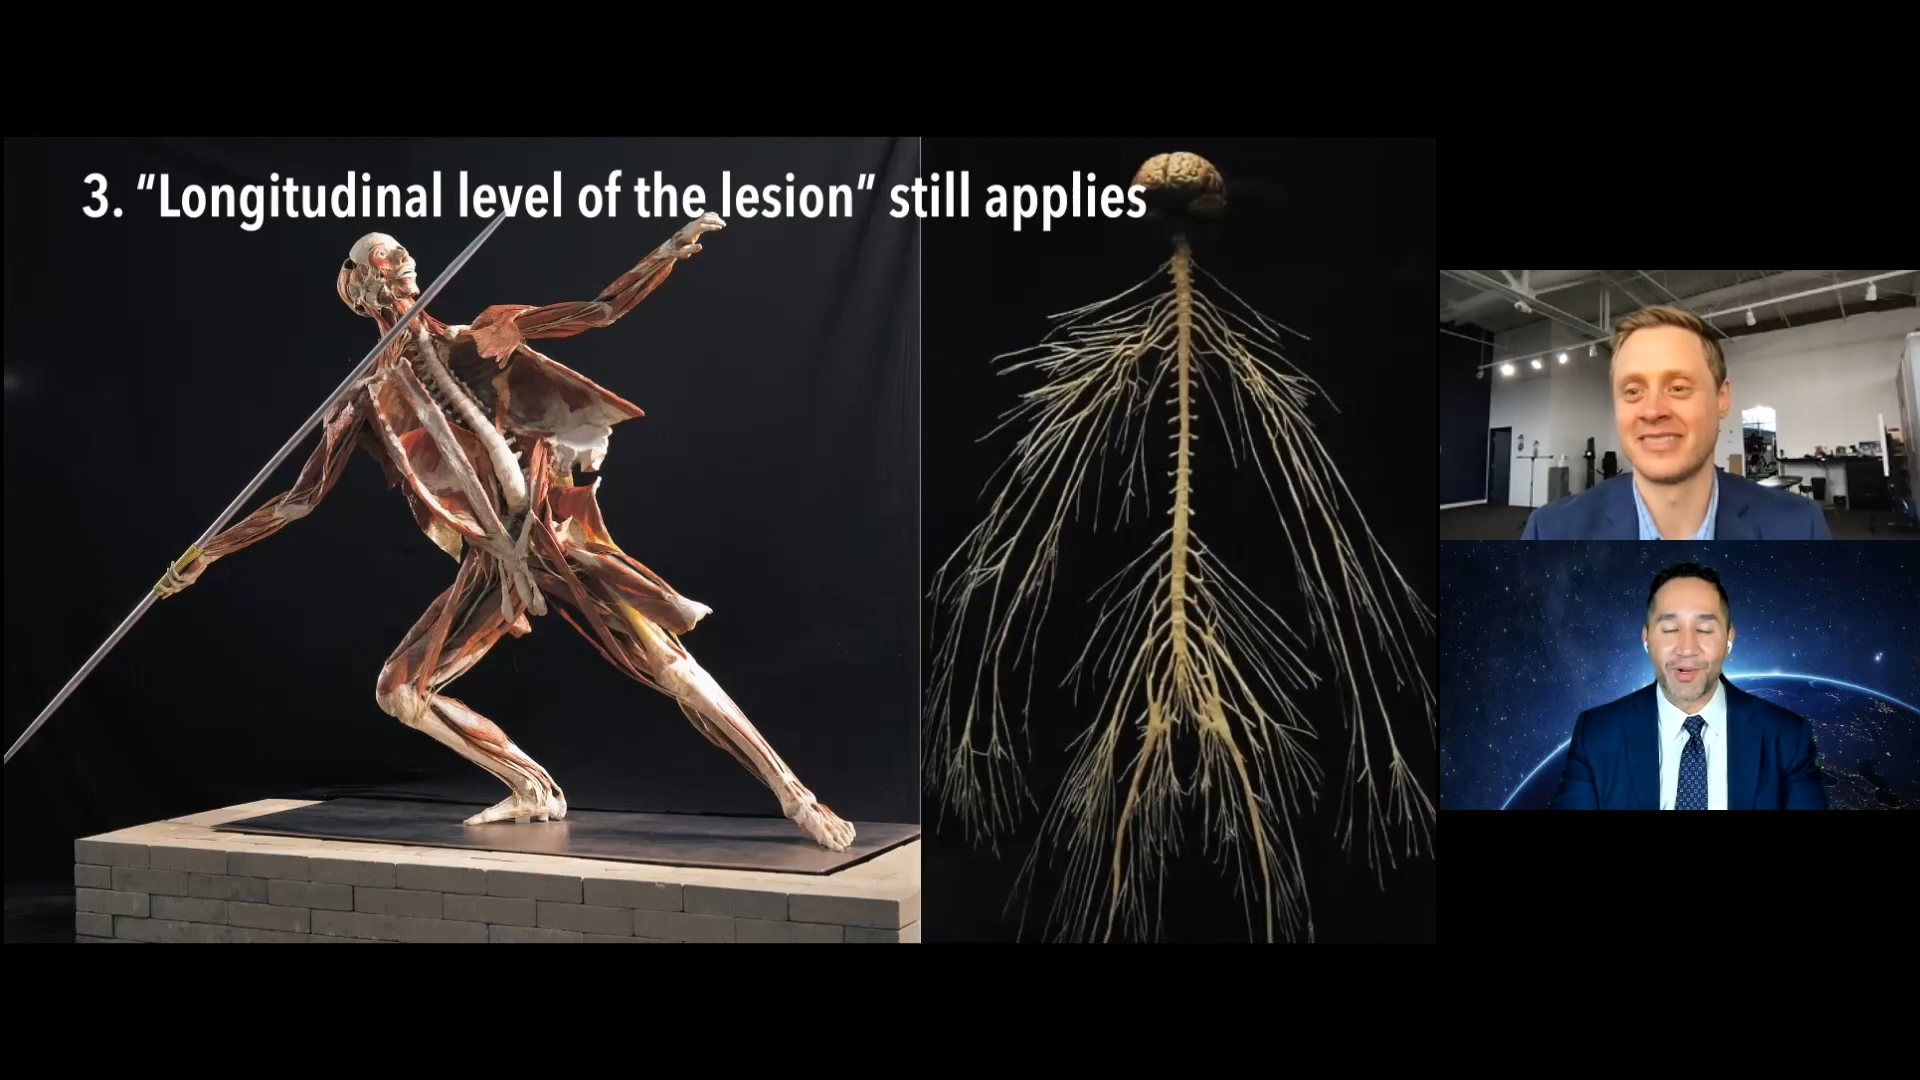 3. “Longitudinal level of the lesion” still applies